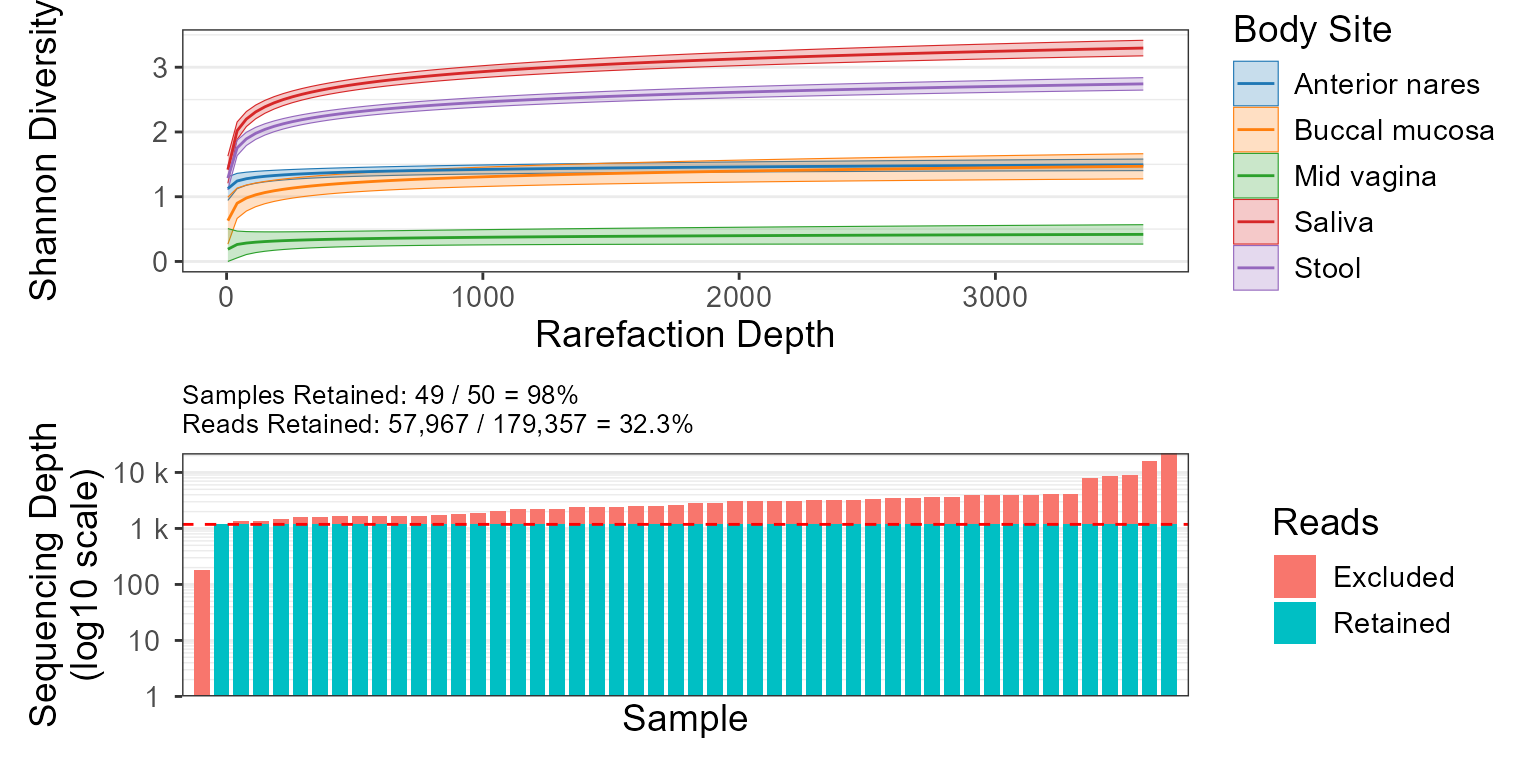 Shannon Diversity
3
2
1
0
0 1000 2000 3000
Rarefaction Depth
Body Site
Anterior nares
Buccal mucosa
Mid vagina
Saliva
Stool
Samples Retained: 49 / 50 = 98%
Reads Retained: 57,967 / 179,357 = 32.3%
Sequencing Depth
(log10 scale)
10 k
1 k
100
10
1
Sample
Reads
Excluded
Retained